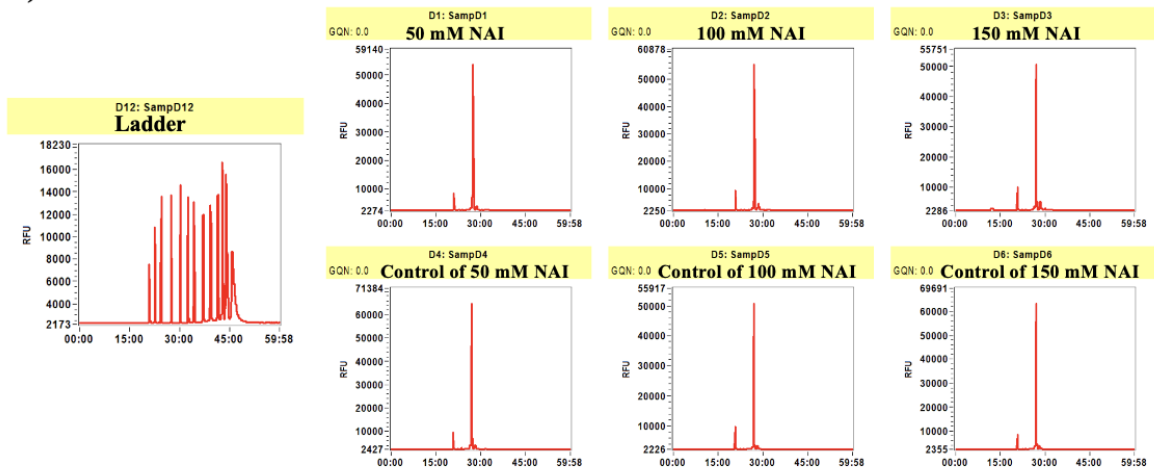 D12: SampD12
Ladder
18230
16000
14000
12000
10000
8000
6000
4000
2173
RFU
00:00 15:00 30:00 45:00 59:58
D1: SampD1
GQN: 0.0 50 mM NAI
59140
50000
40000
30000
20000
10000
2274
RFU
00:00 15:00 30:00 45:00 59:58
D2: SampD2
GQN: 0.0 100 mM NAI
60878
50000
40000
30000
20000
10000
2250
RFU
00:00 15:00 30:00 45:00 59:58
D3: SampD3
GQN: 0.0 150 mM NAI
55751
50000
40000
30000
20000
10000
2286
RFU
00:00 15:00 30:00 45:00 59:58
D4: SampD4
GQN: 0.0 Control of 50 mM NAI
71384
60000
50000
40000
30000
20000
10000
2427
RFU
00:00 15:00 30:00 45:00 59:58
D5: SampD5
GQN: 0.0 Control of 100 mM NAI
55917
50000
40000
30000
20000
10000
2226
RFU
00:00 15:00 30:00 45:00 59:58
D6: SampD6
GQN: 0.0 Control of 150 mM NAI
69691
60000
50000
40000
30000
20000
10000
2355
RFU
00:00 15:00 30:00 45:00 59:58